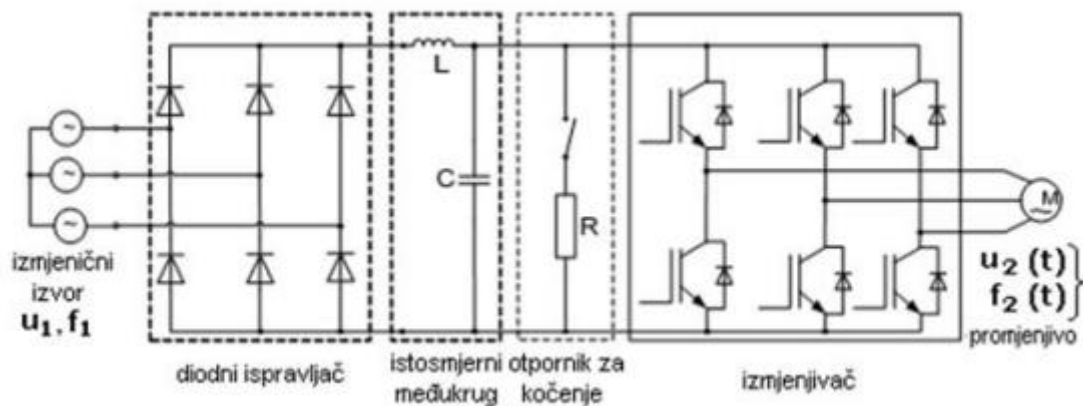 L
C
R
~
~
~
M
~
izmjenični
izvor
u₁, f₁
u₂ (t)
f₂ (t)
promjenjivo
diodni ispravljač
istosmjerni
međukrug
otpornik za
kočenje
izmjenjivač